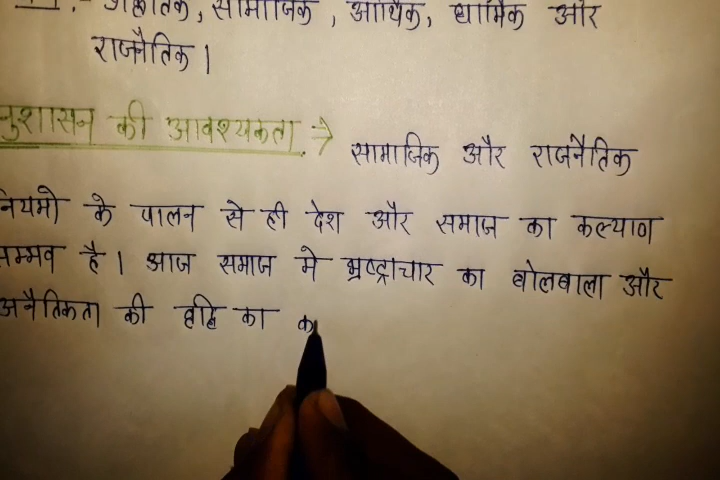 सामाजिक, आर्थिक, धार्मिक और
राजनैतिक।
नुशासन की आवश्यकता → सामाजिक और राजनैतिक
नियमो के पालन से ही देश और समाज का कल्याण
सम्भव है। आज समाज मे भ्रष्ट्राचार का बोलबाला और
अनैतिकता की का क